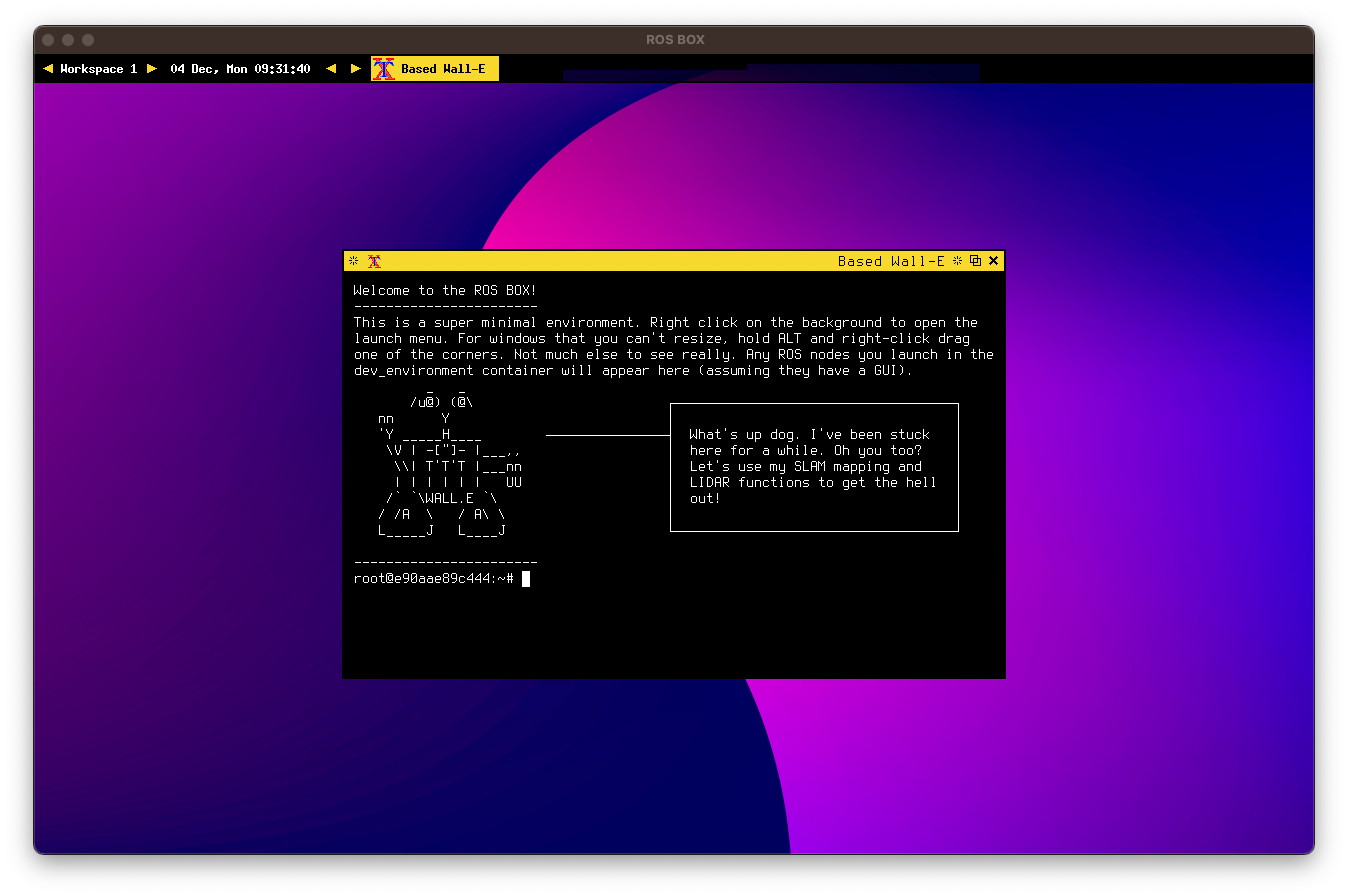 ROS BOX
Workspace 1 04 Dec, Mon 09:31:40 Based Wall-E
Based Wall-E
Welcome to the ROS BOX!
-----------------------
This is a super minimal environment. Right click on the background to open the
launch menu. For windows that you can't resize, hold ALT and right-click drag
one of the corners. Not much else to see really. Any ROS nodes you launch in the
dev_environment container will appear here (assuming they have a GUI).
         _   _
       /u@) (@\
   nn      Y
   'Y _____H____
    \V | -["]- |___,,
     \\| T'T'T |___nn
     | | | | | |   UU
    /` `\WALL.E `\
   / /A  \   / A\ \
   L_____J   L____J
What's up dog. I've been stuck
here for a while. Oh you too?
Let's use my SLAM mapping and
LIDAR functions to get the hell
out!
-----------------------
root@e90aae89c444:~#